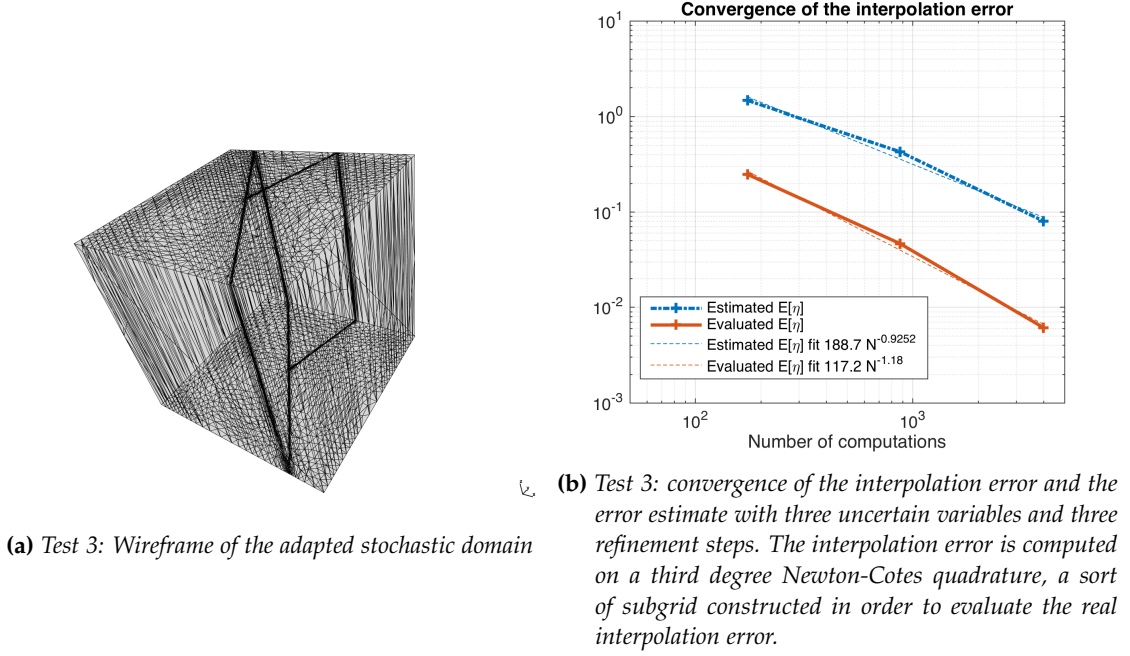 Convergence of the interpolation error
10^1
10^0
10^-1
10^-2
10^-3
10^2
10^3
Number of computations
Estimated E[η]
Evaluated E[η]
Estimated E[η] fit 188.7 N^-0.9252
Evaluated E[η] fit 117.2 N^-1.18
(a) Test 3: Wireframe of the adapted stochastic domain
(b) Test 3: convergence of the interpolation error and the
error estimate with three uncertain variables and three
refinement steps. The interpolation error is computed
on a third degree Newton-Cotes quadrature, a sort
of subgrid constructed in order to evaluate the real
interpolation error.